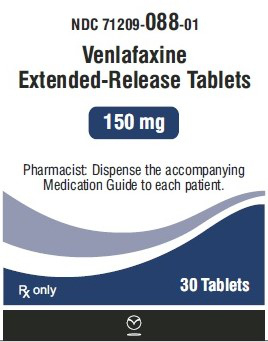 NDC 71209-088-01
Venlafaxine
Extended-Release Tablets
150 mg
Pharmacist: Dispense the accompanying
Medication Guide to each patient.
Rx only
30 Tablets